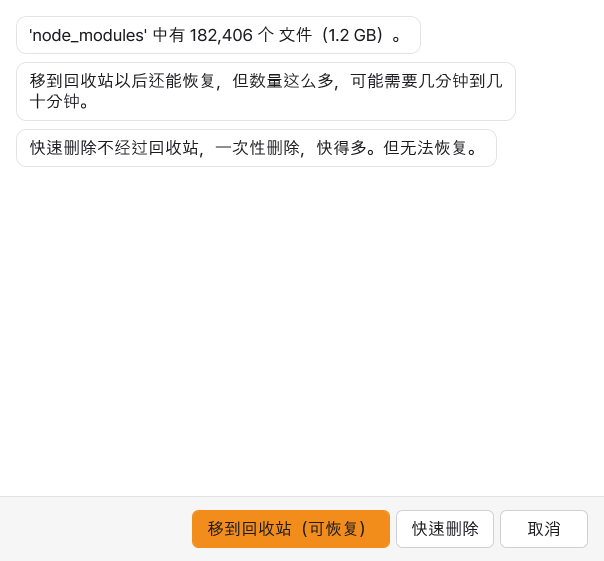 'node_modules' 中有 182,406 个 文件（1.2 GB）。
移到回收站以后还能恢复，但数量这么多，可能需要几分钟到几
十分钟。
快速删除不经过回收站，一次性删除，快得多。但无法恢复。
移到回收站（可恢复）
快速删除
取消